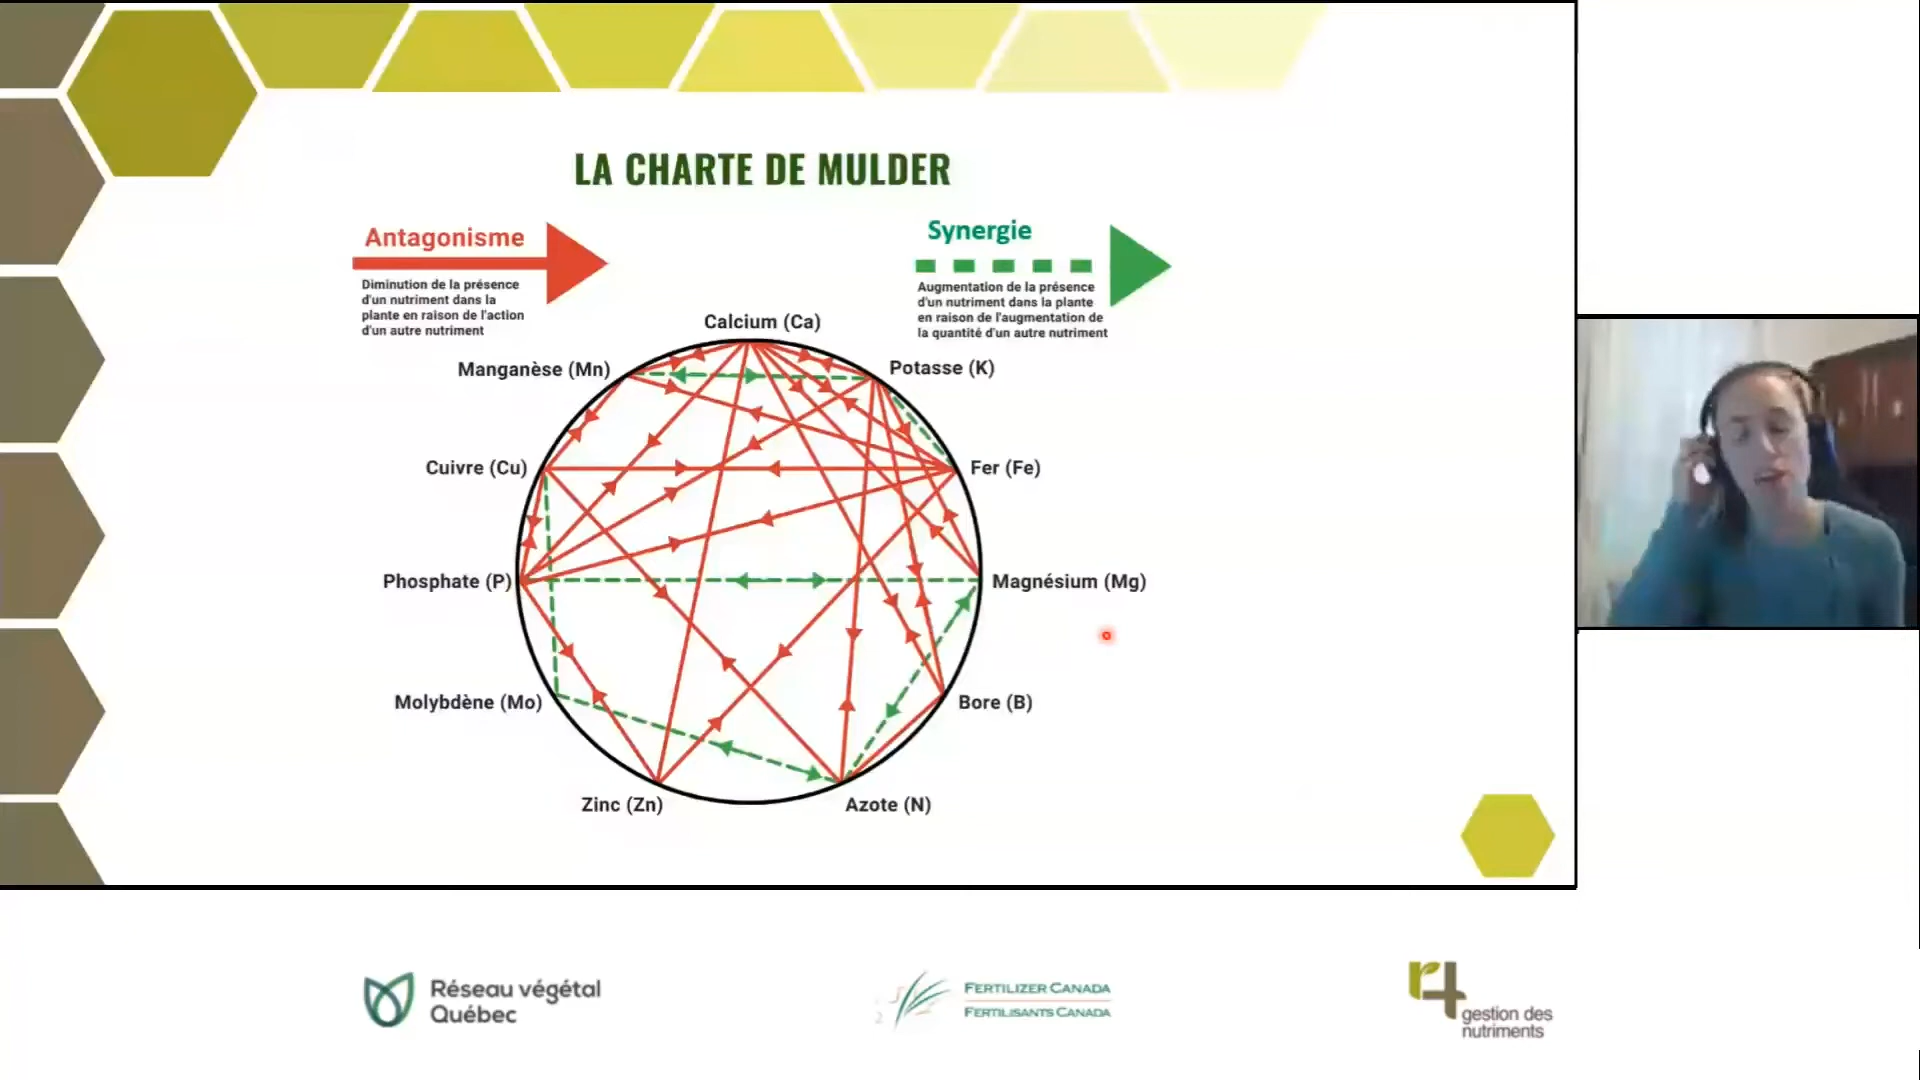 LA CHARTE DE MULDER
Antagonisme
Diminution de la présence
d'un nutriment dans la
plante en raison de l'action
d'un autre nutriment
Synergie
Augmentation de la présence
d'un nutriment dans la plante
en raison de l'augmentation de
la quantité d'un autre nutriment
Calcium (Ca)
Manganèse (Mn)
Potasse (K)
Cuivre (Cu)
Fer (Fe)
Phosphate (P)
Magnésium (Mg)
Molybdène (Mo)
Bore (B)
Zinc (Zn)
Azote (N)
Réseau végétal
Québec
FERTILIZER CANADA
FERTILISANTS CANADA
r4
gestion des
nutriments